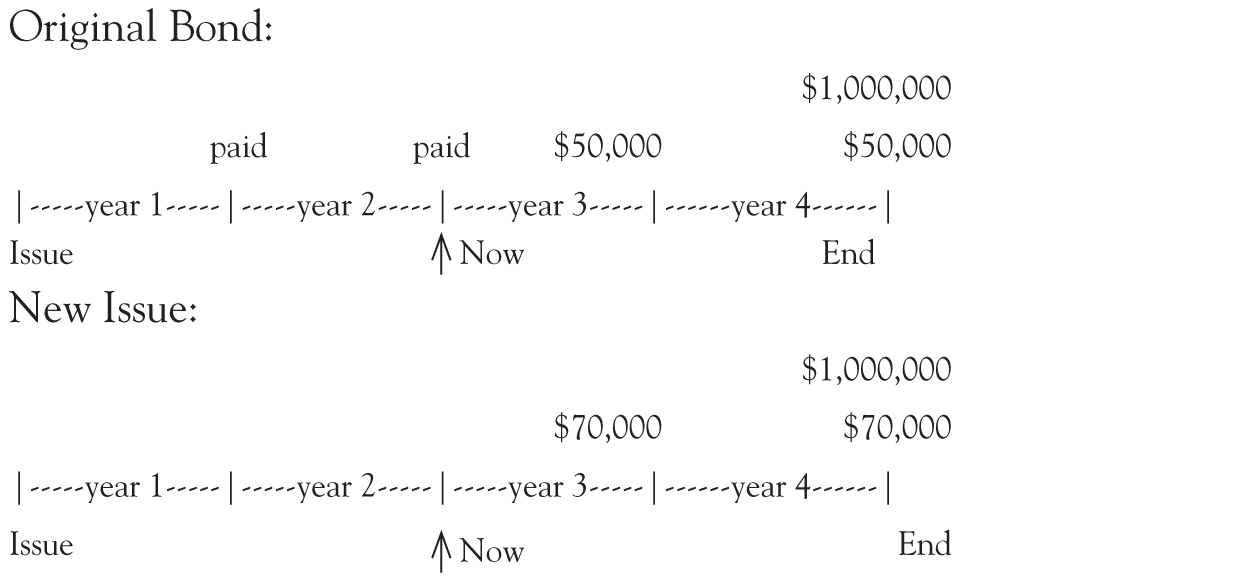 Original Bond:
$1,000,000
paid paid $50,000 $50,000
|-----year 1-----|-----year 2-----|-----year 3-----|------year 4------|
Issue Now End
New Issue:
$1,000,000
$70,000 $70,000
|-----year 1-----|-----year 2-----|-----year 3-----|------year 4------|
Issue Now End